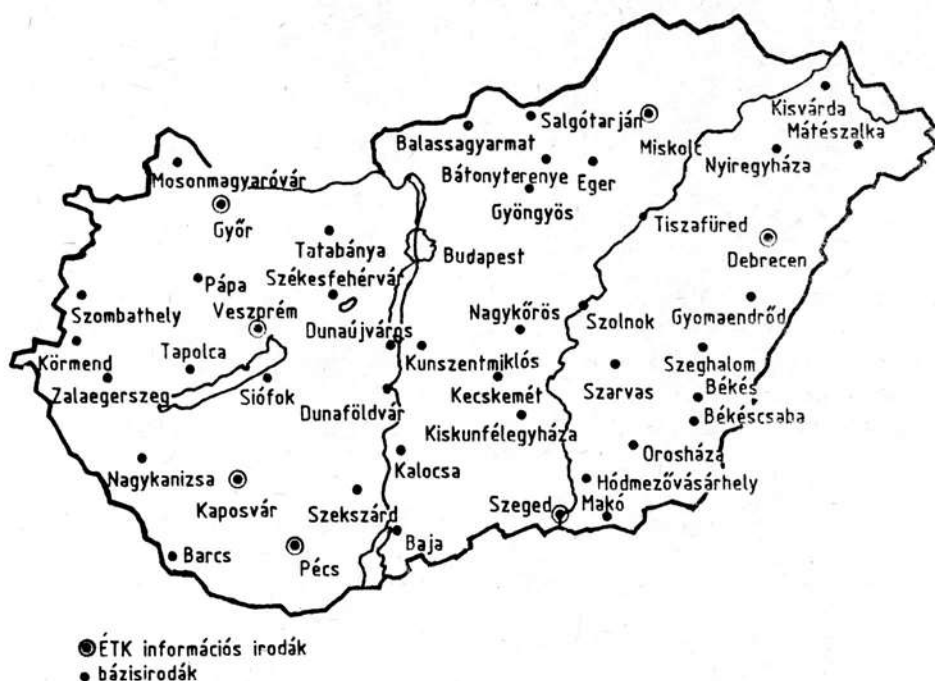 Kisvárda
Salgótarján
Mátészalka
Balassagyarmat
Miskolc
Nyiregyháza
Mosonmagyaróvár
Bátonyterenye
Eger
Gyöngyös
Győr
Tiszafüred
Tatabánya
Budapest
Debrecen
Székesfehérvár
Pápa
Veszprém
Nagykőrös
Szombathely
Szolnok
Gyomaendrőd
Dunaújváros
Körmend
Tapolca
Kunszentmiklós
Szeghalom
Zalaegerszeg
Siófok
Kecskemét
Szarvas
Békés
Dunaföldvár
Békéscsaba
Kiskunfélegyháza
Orosháza
Nagykanizsa
Kalocsa
Hódmezővásárhely
Kaposvár
Szekszárd
Szeged
Makó
Baja
Barcs
Pécs
ÉTK információs irodák
bázisirodák